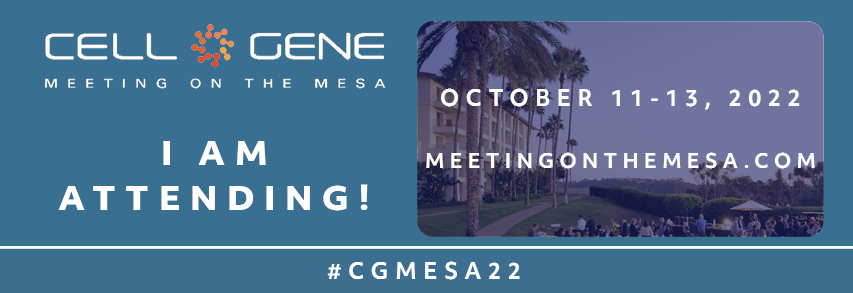 CELL GENE
MEETING ON THE MESA
I AM
ATTENDING!
OCTOBER 11-13, 2022
MEETINGONTHEMESA.COM
#CGMESA22